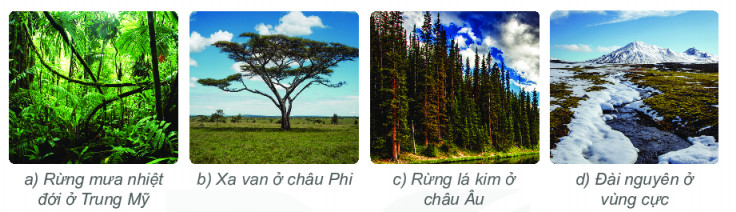 a) Rừng mưa nhiệt
đới ở Trung Mỹ
b) Xa van ở châu Phi
c) Rừng lá kim ở
châu Âu
d) Đài nguyên ở
vùng cực